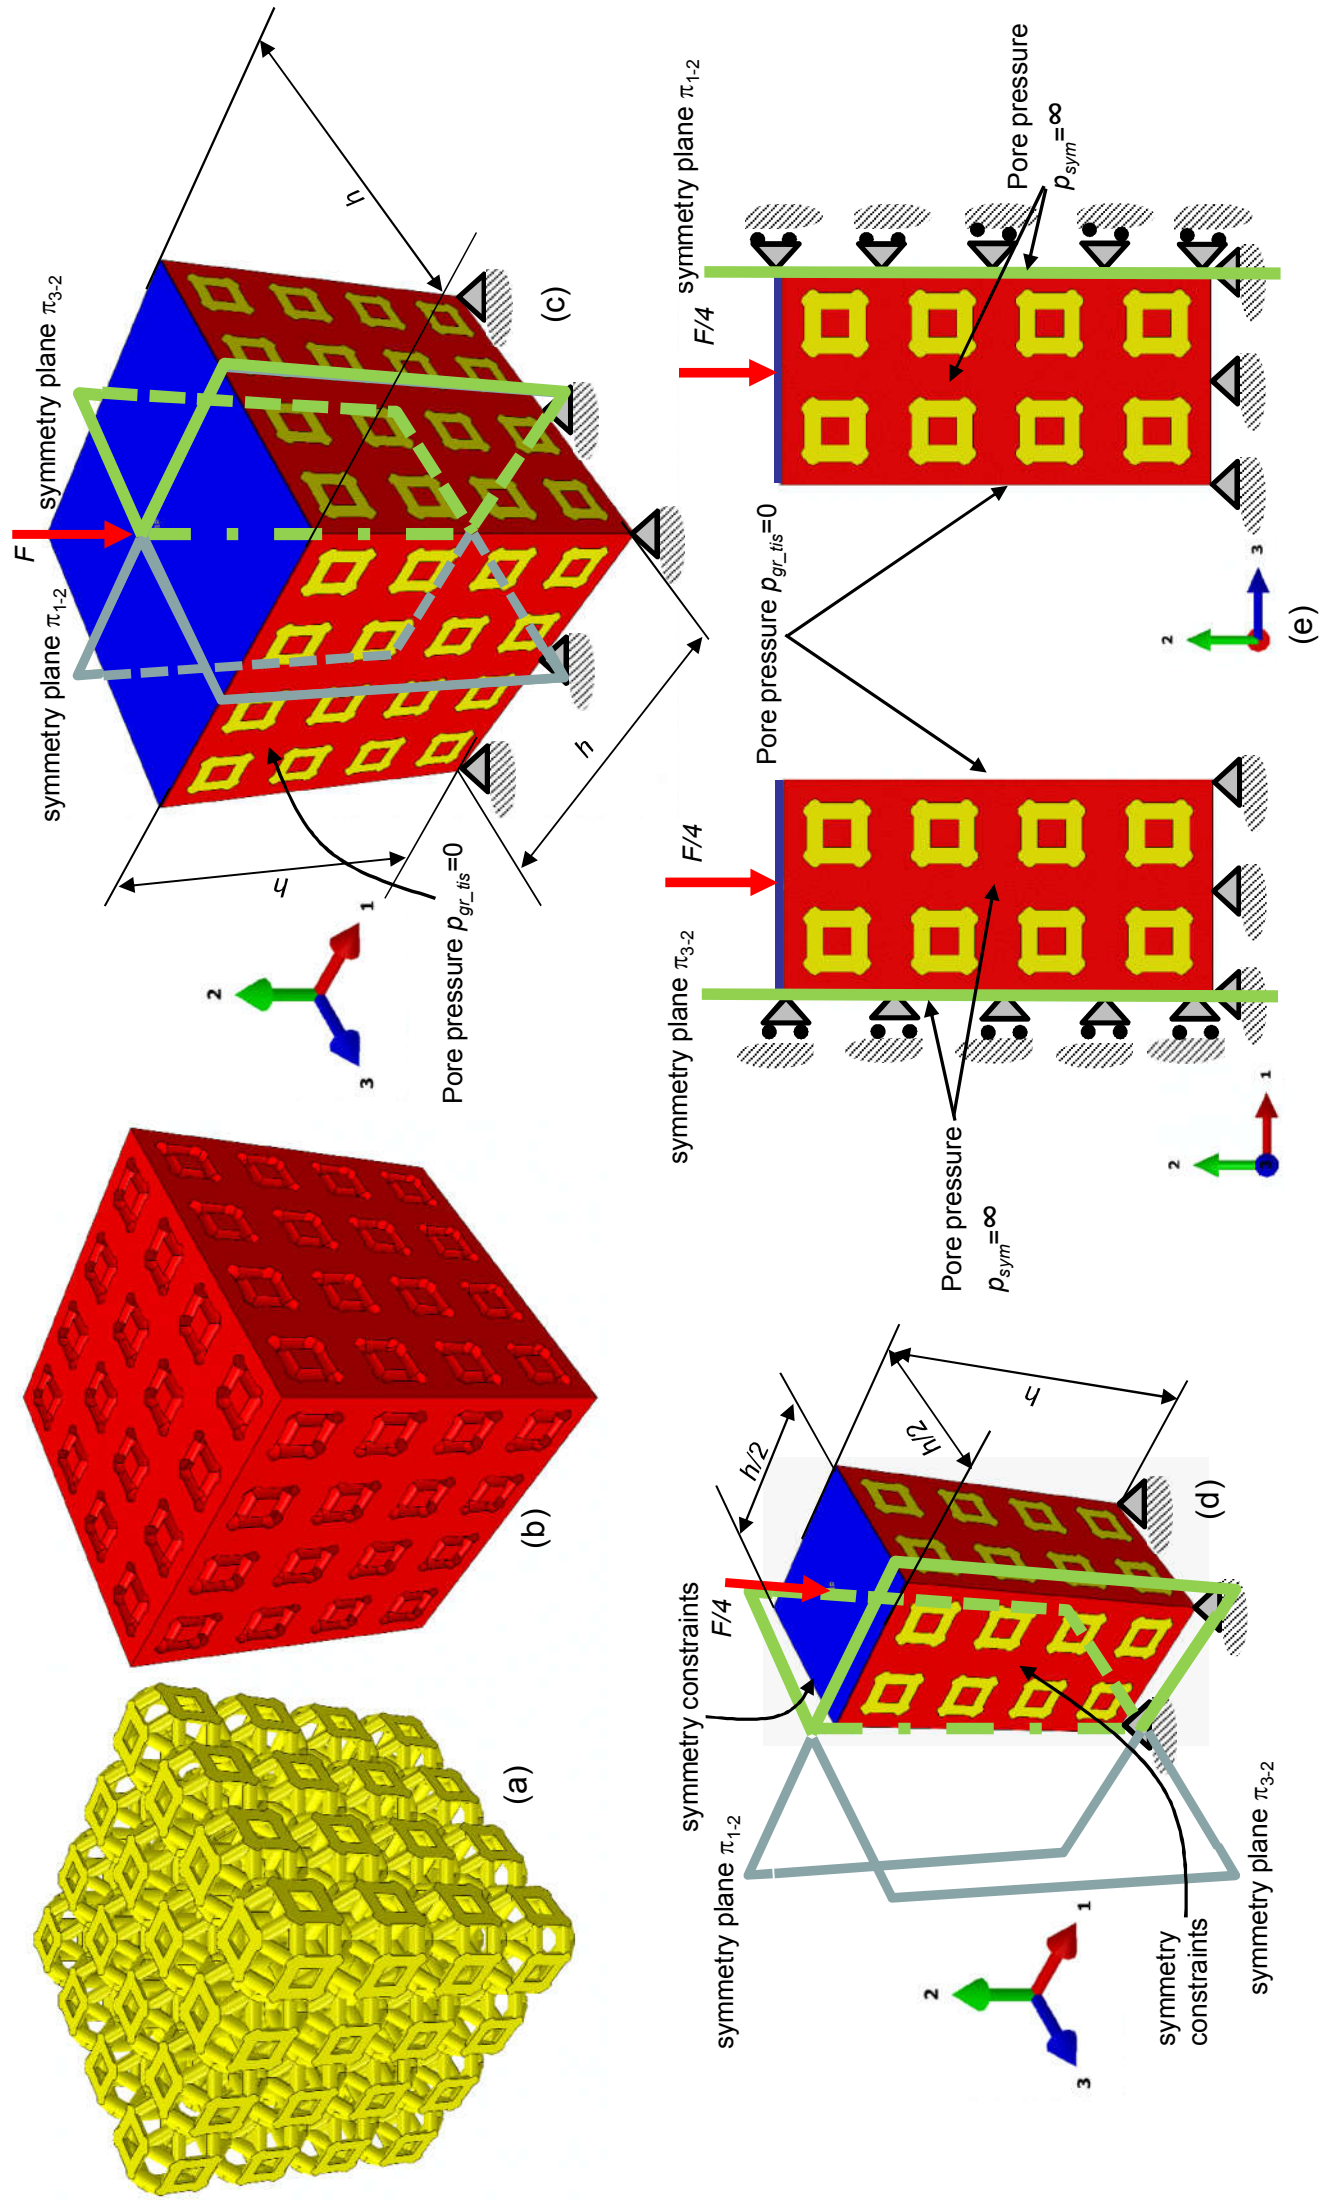 (a)
(b)
symmetry plane π1-2
symmetry plane π3-2
F
h
h
h
Pore pressure pgr_tis=0
2
1
3
(c)
symmetry plane π1-2
symmetry constraints
F/4
h/2
h/2
h
2
1
3
symmetry
constraints
symmetry plane π3-2
(d)
symmetry plane π3-2
F/4
Pore pressure
psym=∞
2
1
Pore pressure pgr_tis=0
symmetry plane π1-2
F/4
Pore pressure
psym=∞
2
3
(e)